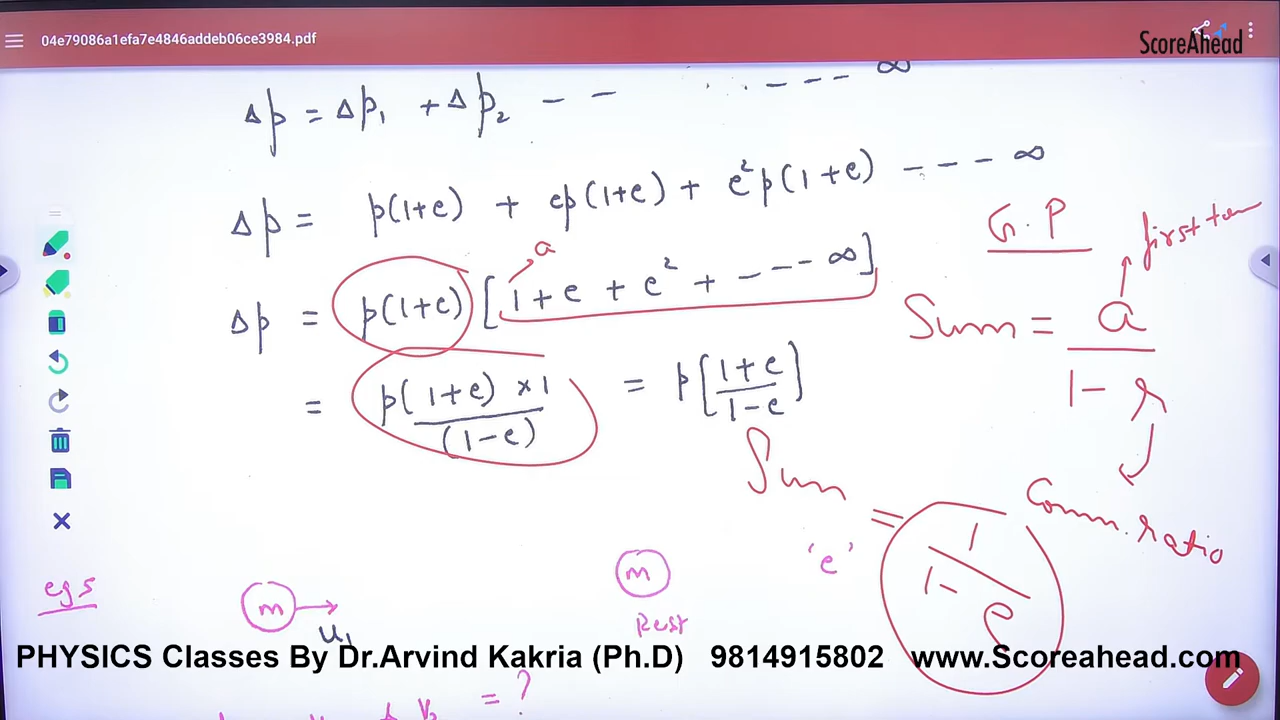 04e79086a1efa7e4846addeb06ce3984.pdf
ScoreAhead
Δp = Δp₁ + Δp₂ - - . . - - - ∞
Δp = p(1+e) + ep(1+e) + e²p(1+e) - - - ∞
G.P
first term
a
Δp = p(1+e) [1 + e + e² + - - - ∞]
Sum = a / 1 - r
= p(1+e) × 1 / (1-e) = p[1+e / 1-e]
Sum = 1 / 1 - e
Comm. ratio
eg 5
m
u₁
m
Rest
'e'
PHYSICS Classes By Dr.Arvind Kakria (Ph.D) 9814915802 www.Scoreahead.com
= ?